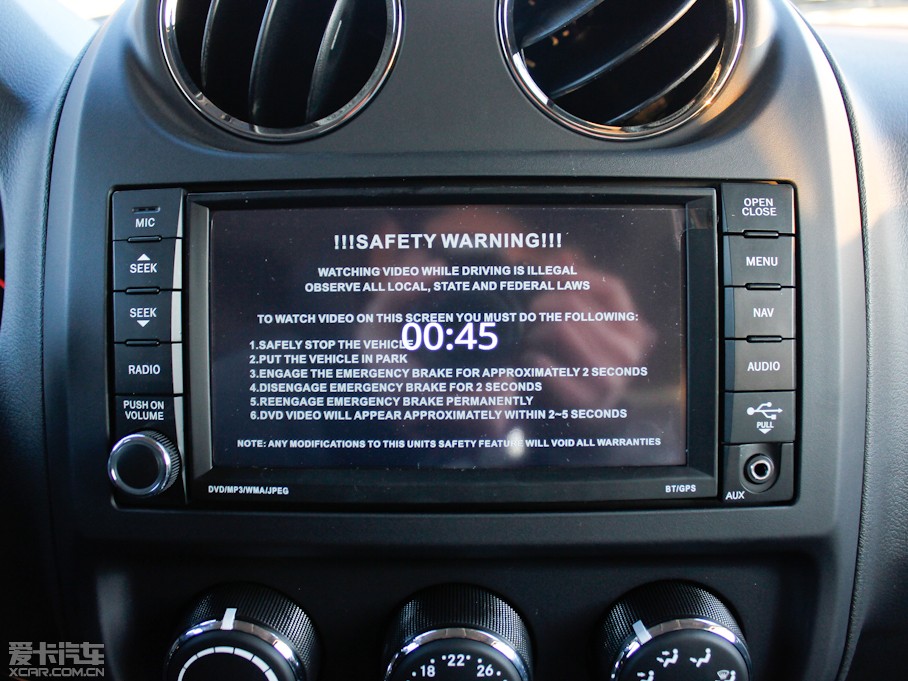 OPEN
CLOSE
MIC
!!!SAFETY WARNING!!!
SEEK
MENU
WATCHING VIDEO WHILE DRIVING IS ILLEGAL
OBSERVE ALL LOCAL, STATE AND FEDERAL LAWS
SEEK
NAV
TO WATCH VIDEO ON THIS SCREEN YOU MUST DO THE FOLLOWING:
00:45
1.SAFELY STOP THE VEHICLE
2.PUT THE VEHICLE IN PARK
3.ENGAGE THE EMERGENCY BRAKE FOR APPROXIMATELY 2 SECONDS
4.DISENGAGE EMERGENCY BRAKE FOR 2 SECONDS
5.REENGAGE EMERGENCY BRAKE PERMANENTLY
6.DVD VIDEO WILL APPEAR APPROXIMATELY WITHIN 2~5 SECONDS
RADIO
AUDIO
PUSH ON
VOLUME
PULL
NOTE: ANY MODIFICATIONS TO THIS UNITS SAFETY FEATURE WILL VOID ALL WARRANTIES
DVD/MP3/WMA/JPEG
BT/GPS
AUX
18 22 26
爱卡汽车
XCAR.COM.CN